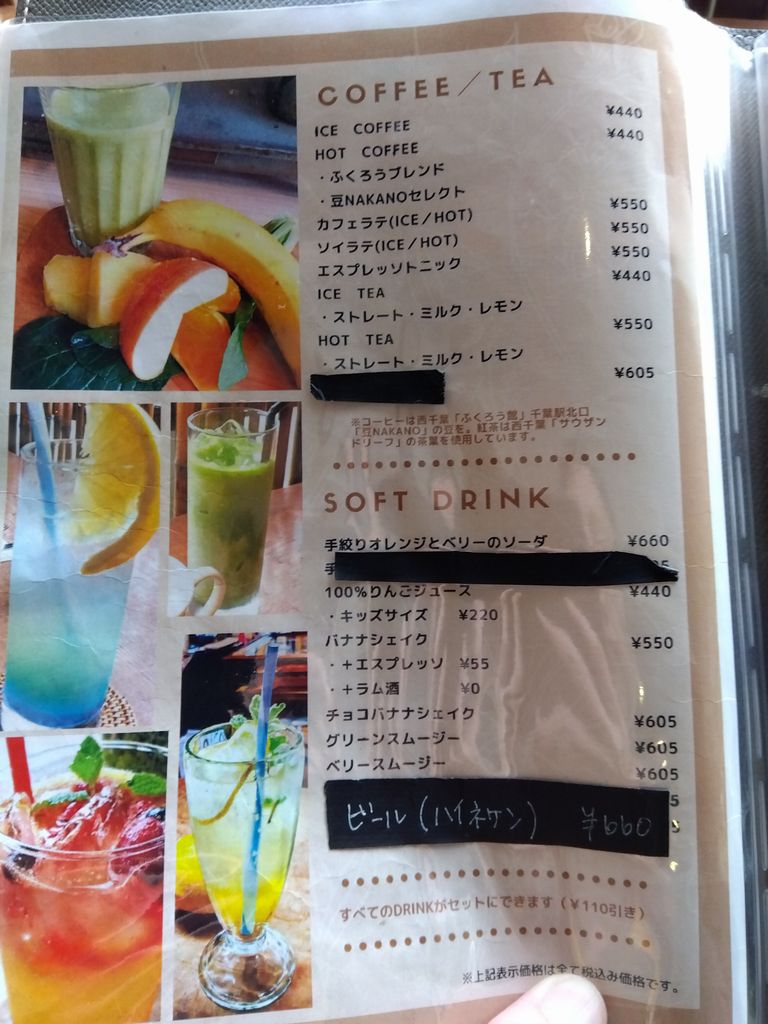 COFFEE/TEA
ICE COFFEE ¥440
HOT COFFEE ¥440
・ふくろうブレンド
・豆NAKANOセレクト
カフェラテ(ICE/HOT) ¥550
ソイラテ(ICE/HOT) ¥550
エスプレッソトニック ¥550
ICE TEA ¥440
・ストレート・ミルク・レモン
HOT TEA ¥550
・ストレート・ミルク・レモン
¥605
※コーヒーは西千葉「ふくろう館」千葉駅北口
「豆NAKANO」の豆を。紅茶は西千葉「サウザン
ドリーフ」の茶葉を使用しています。
SOFT DRINK
手絞りオレンジとベリーのソーダ ¥660
手
100%りんごジュース ¥440
・キッズサイズ ¥220
バナナシェイク ¥550
・+エスプレッソ ¥55
・+ラム酒 ¥0
チョコバナナシェイク ¥605
グリーンスムージー ¥605
ベリースムージー ¥605
ビール(ハイネケン) ¥660
すべてのDRINKがセットにできます(¥110引き)
※上記表示価格は全て税込み価格です。